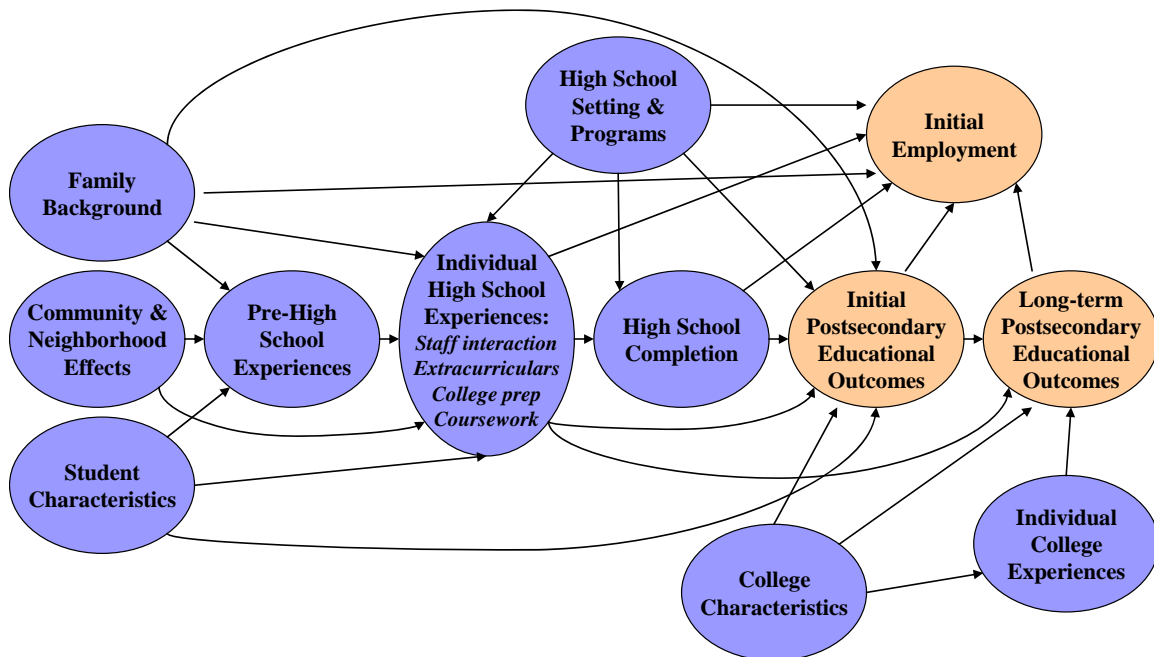 High School
Setting &
Programs
Initial
Employment
Family
Background
Community &
Neighborhood
Effects
Pre-High
School
Experiences
Individual
High School
Experiences:
Staff interaction
Extracurriculars
College prep
Coursework
High School
Completion
Initial
Postsecondary
Educational
Outcomes
Long-term
Postsecondary
Educational
Outcomes
Student
Characteristics
College
Characteristics
Individual
College
Experiences